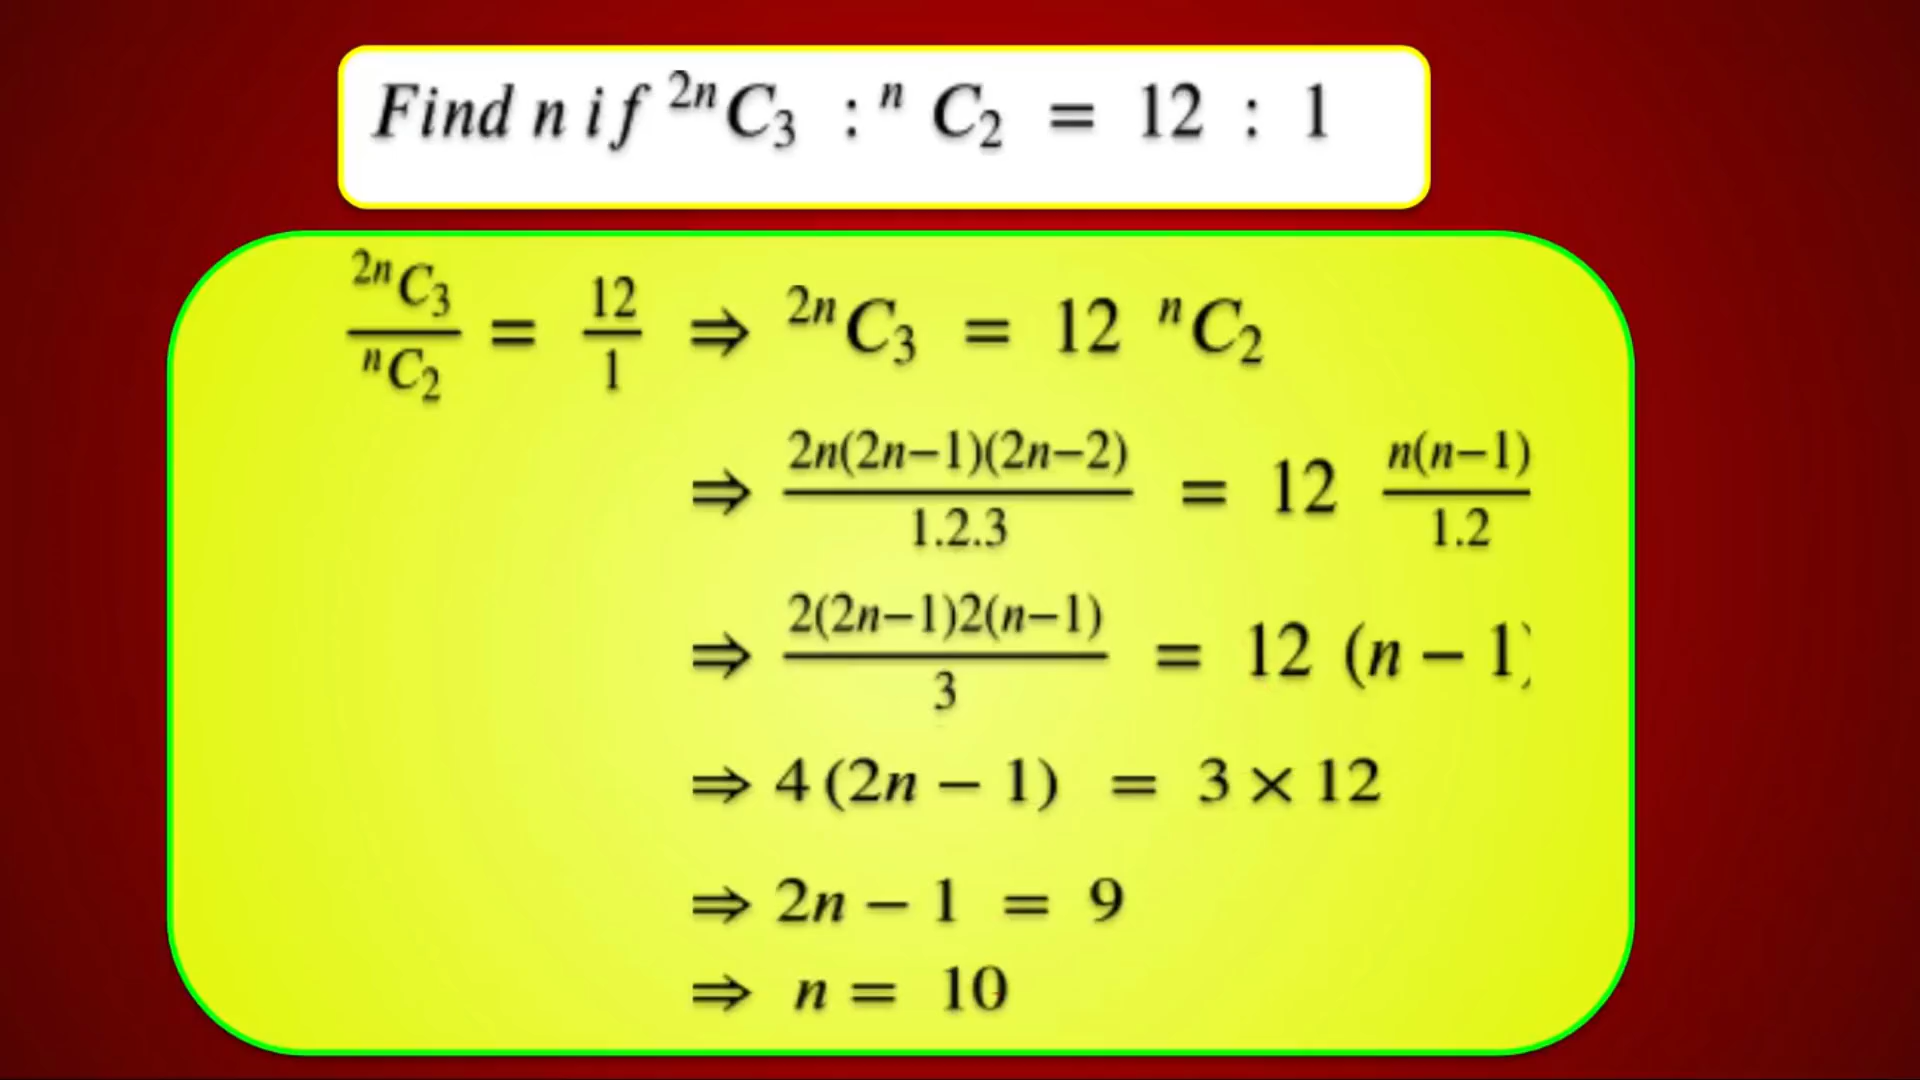 Find n if ²ⁿC₃ : ⁿ C₂ = 12 : 1
²ⁿC₃/ⁿC₂ = 12/1 ⇒ ²ⁿC₃ = 12 ⁿC₂
⇒ 2n(2n−1)(2n−2)/1.2.3 = 12 n(n−1)/1.2
⇒ 2(2n−1)2(n−1)/3 = 12 (n − 1)
⇒ 4 (2n − 1) = 3 × 12
⇒ 2n − 1 = 9
⇒ n = 10